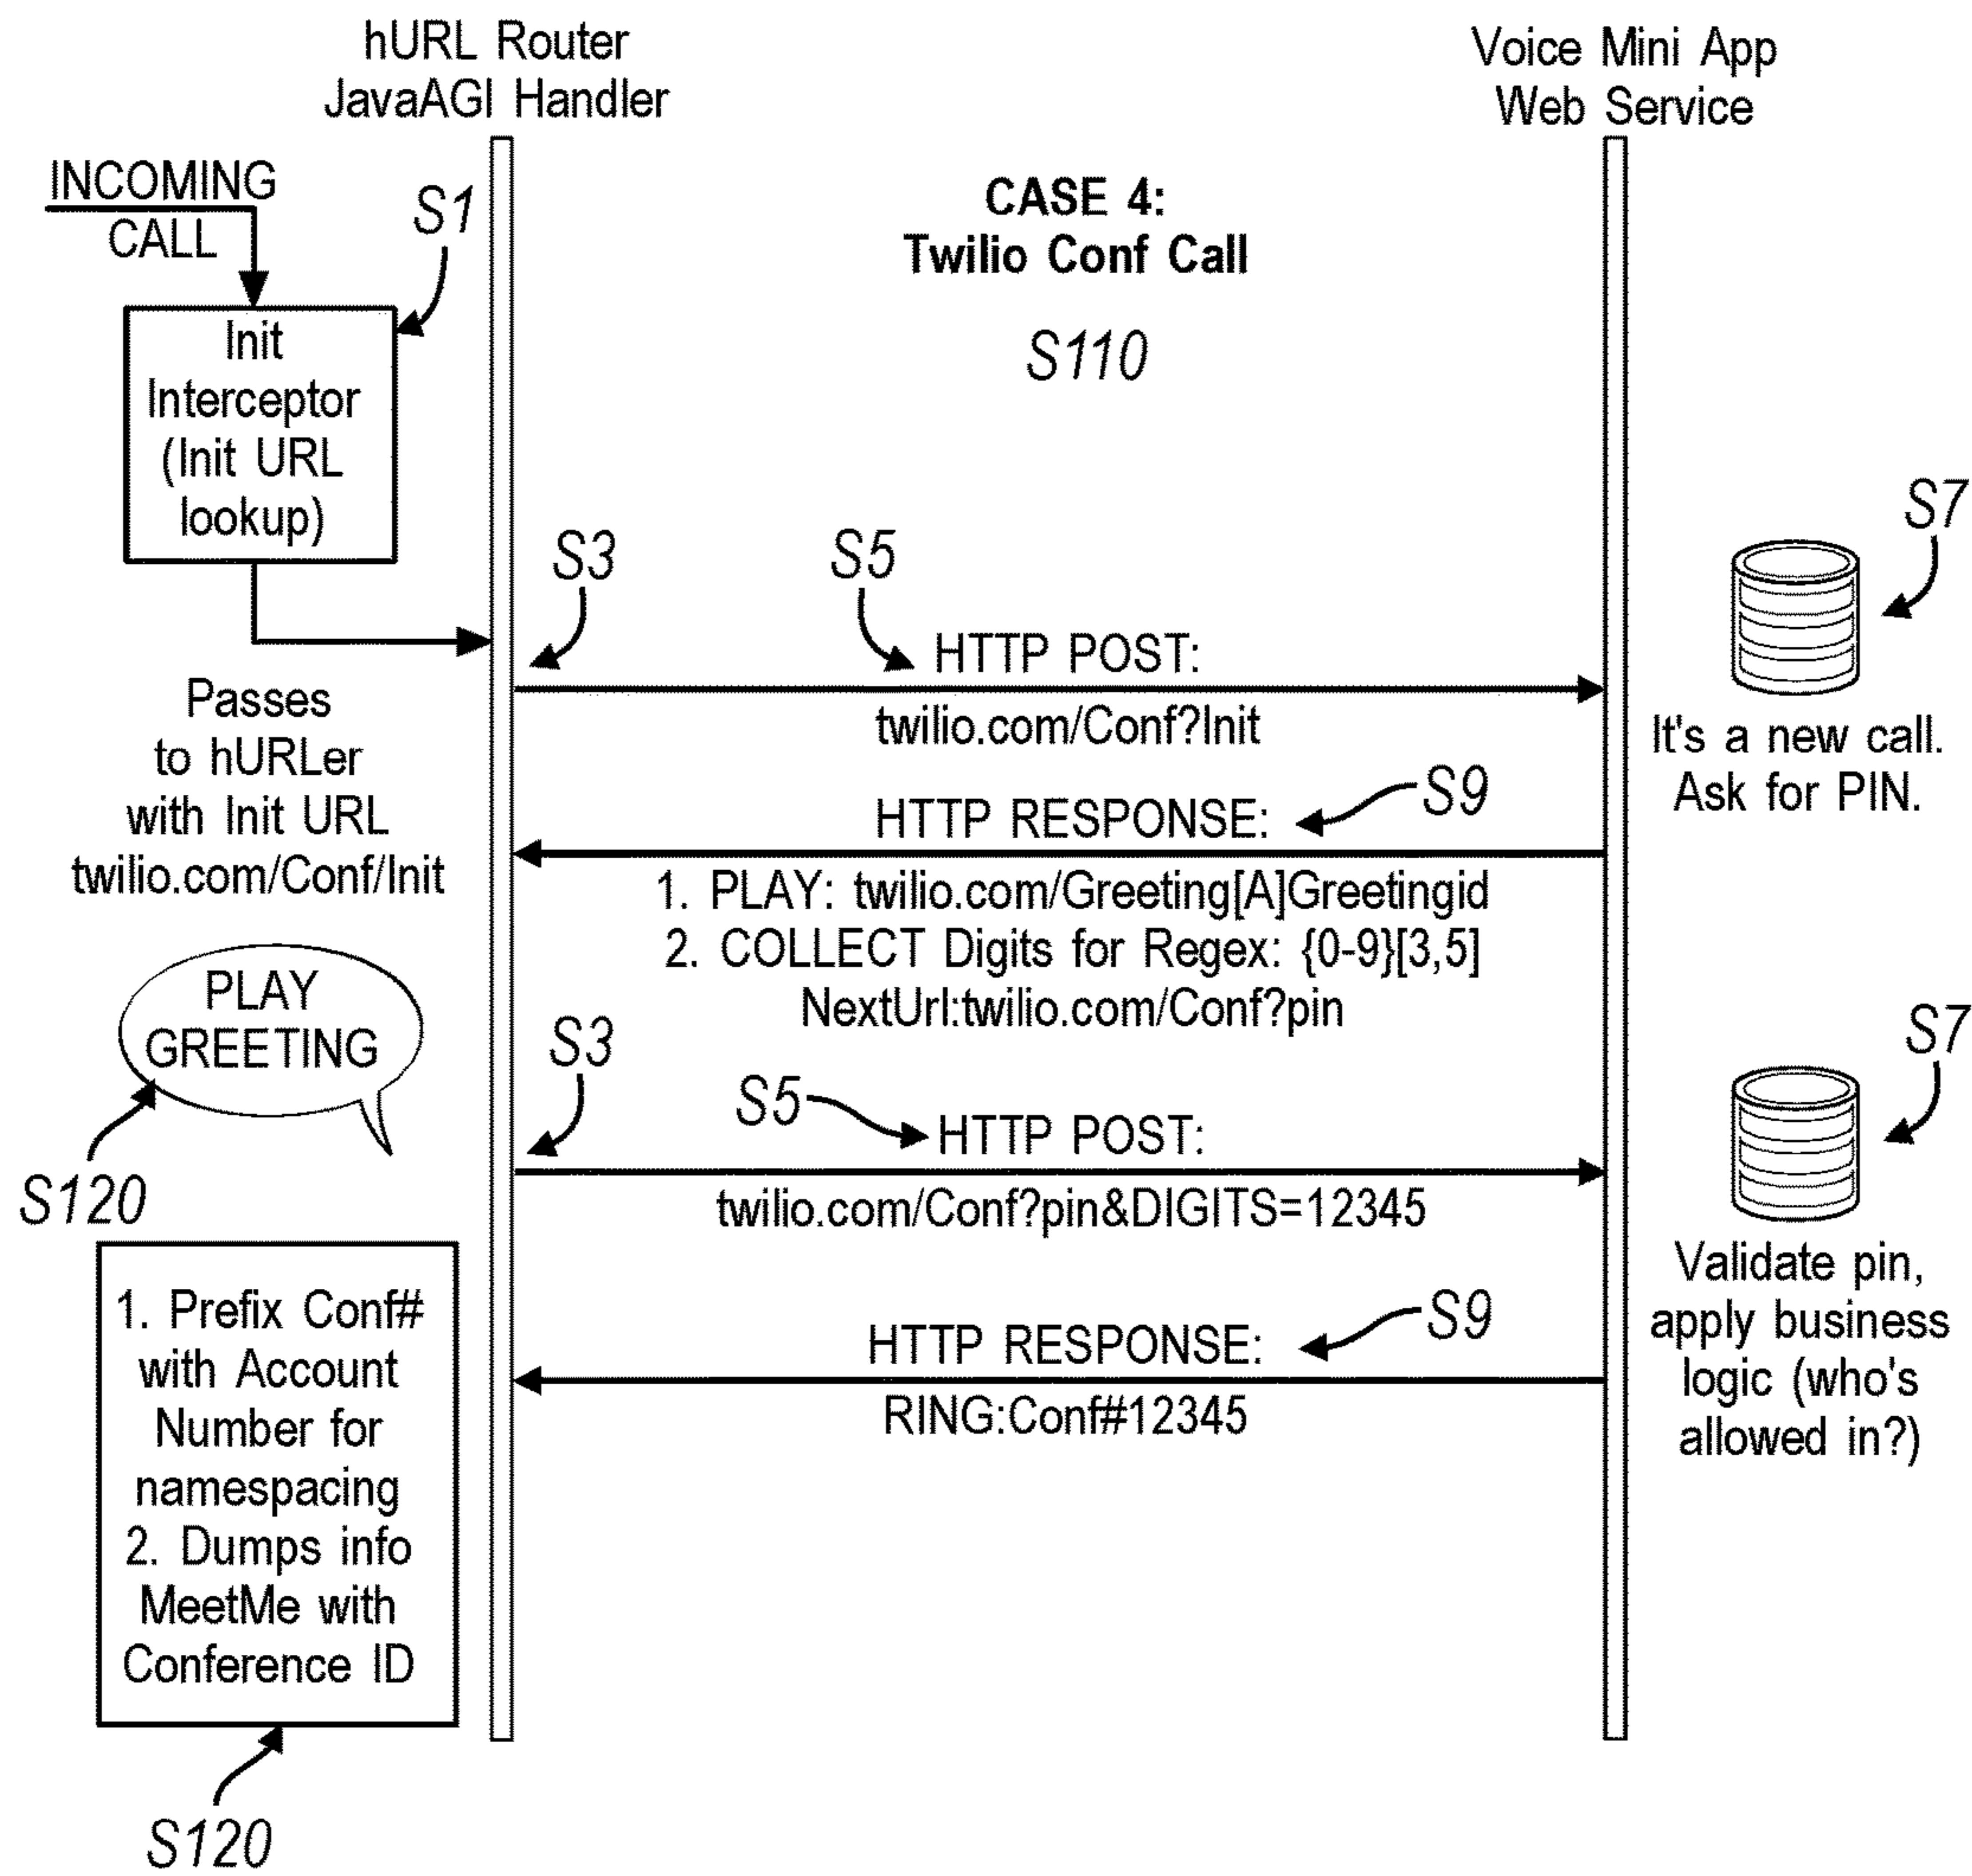 hURL Router
JavaAGI Handler
Voice Mini App
Web Service
INCOMING
CALL
S1
CASE 4:
Twilio Conf Call
S110
Init
Interceptor
(Init URL
lookup)
S3
S5
S7
HTTP POST:
twilio.com/Conf?Init
Passes
to hURLer
with Init URL
twilio.com/Conf/Init
It's a new call.
Ask for PIN.
S9
HTTP RESPONSE:
1. PLAY: twilio.com/Greeting[A]Greetingid
2. COLLECT Digits for Regex: {0-9}[3,5]
NextUrl:twilio.com/Conf?pin
PLAY
GREETING
S120
S3
S5
S7
HTTP POST:
twilio.com/Conf?pin&DIGITS=12345
Validate pin,
apply business
logic (who's
allowed in?)
S9
HTTP RESPONSE:
RING:Conf#12345
1. Prefix Conf#
with Account
Number for
namespacing
2. Dumps info
MeetMe with
Conference ID
S120